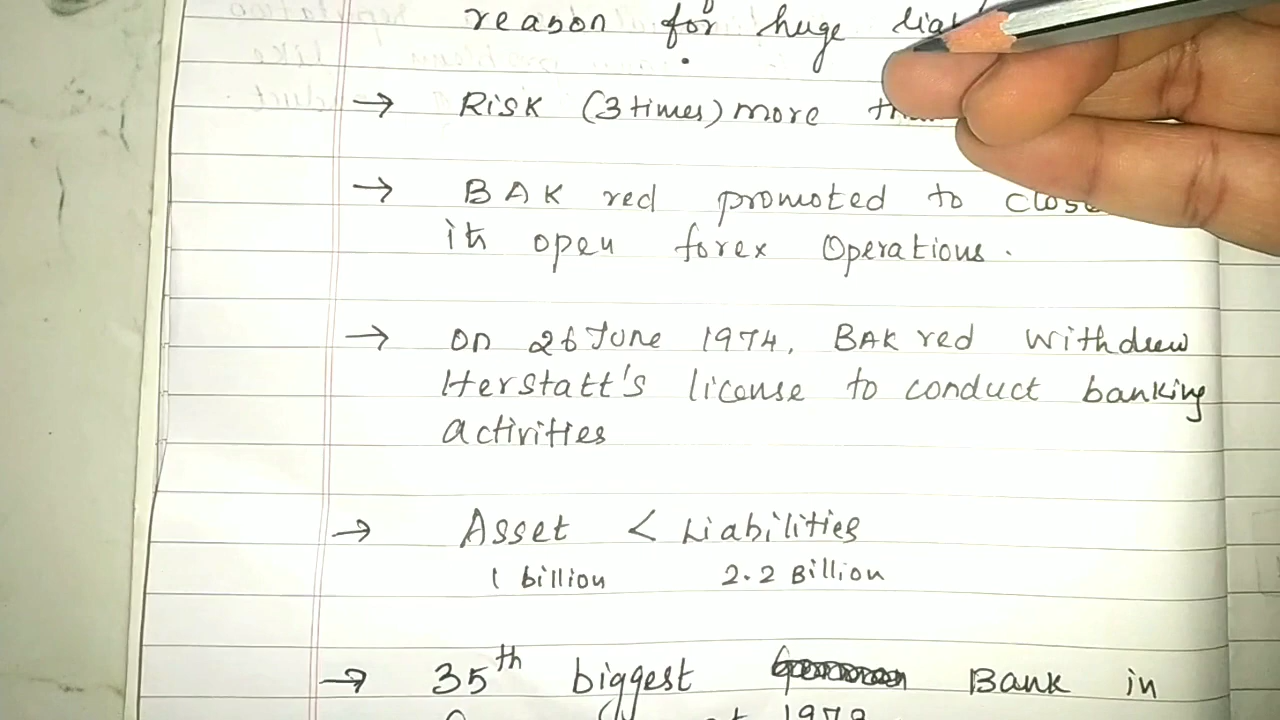 reason for huge
→ Risk (3 times) more
→ BAK red promoted to close
its open forex Operations.
→ On 26 June 1974, BAK red withdrew
Herstatt's license to conduct banking
activities
→ Asset < Liabilities
1 billion 2.2 Billion
→ 35th biggest Bank in